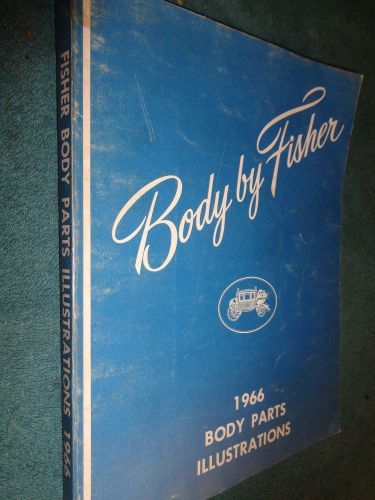 FISHER BODY PARTS ILLUSTRATIONS 1966
Body by Fisher
1966
BODY PARTS
ILLUSTRATIONS